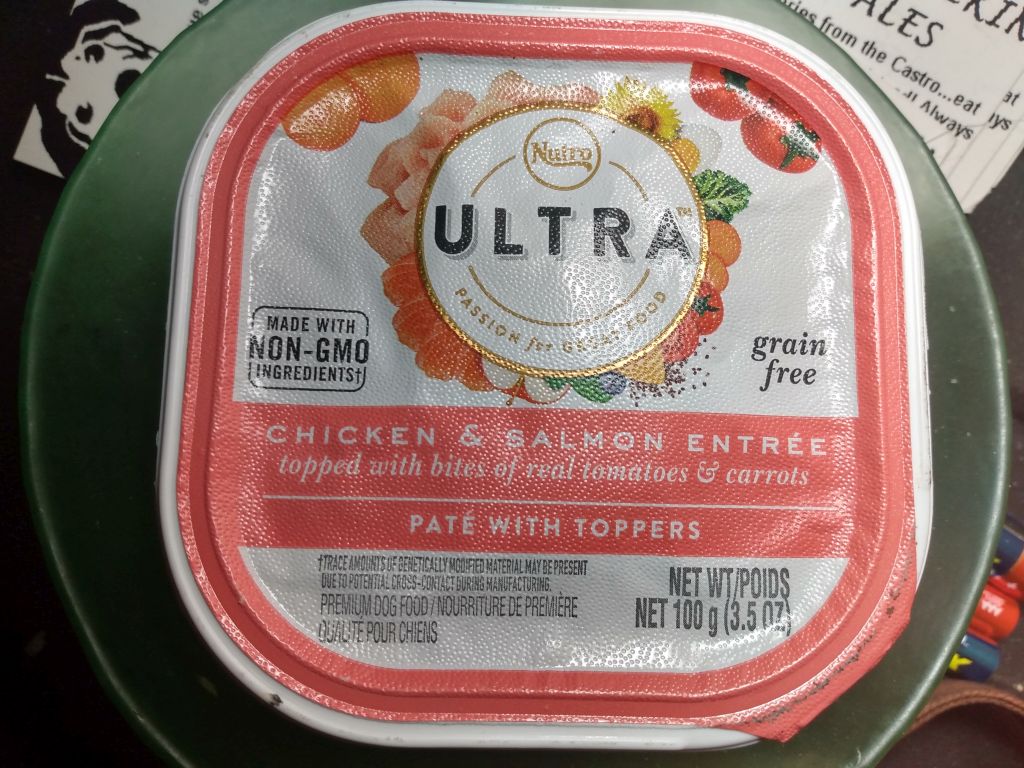 ALES
ries from the Castro...eat
Always
Nutro
ULTRA™
PASSION for GREAT FOOD
MADE WITH
NON-GMO
INGREDIENTS†
grain
free
CHICKEN & SALMON ENTRÉE
topped with bites of real tomatoes & carrots
PATÉ WITH TOPPERS
†TRACE AMOUNTS OF GENETICALLY MODIFIED MATERIAL MAY BE PRESENT
DUE TO POTENTIAL CROSS-CONTACT DURING MANUFACTURING.
PREMIUM DOG FOOD / NOURRITURE DE PREMIÈRE
QUALITÉ POUR CHIENS
NET WT/POIDS
NET 100 g (3.5 OZ)